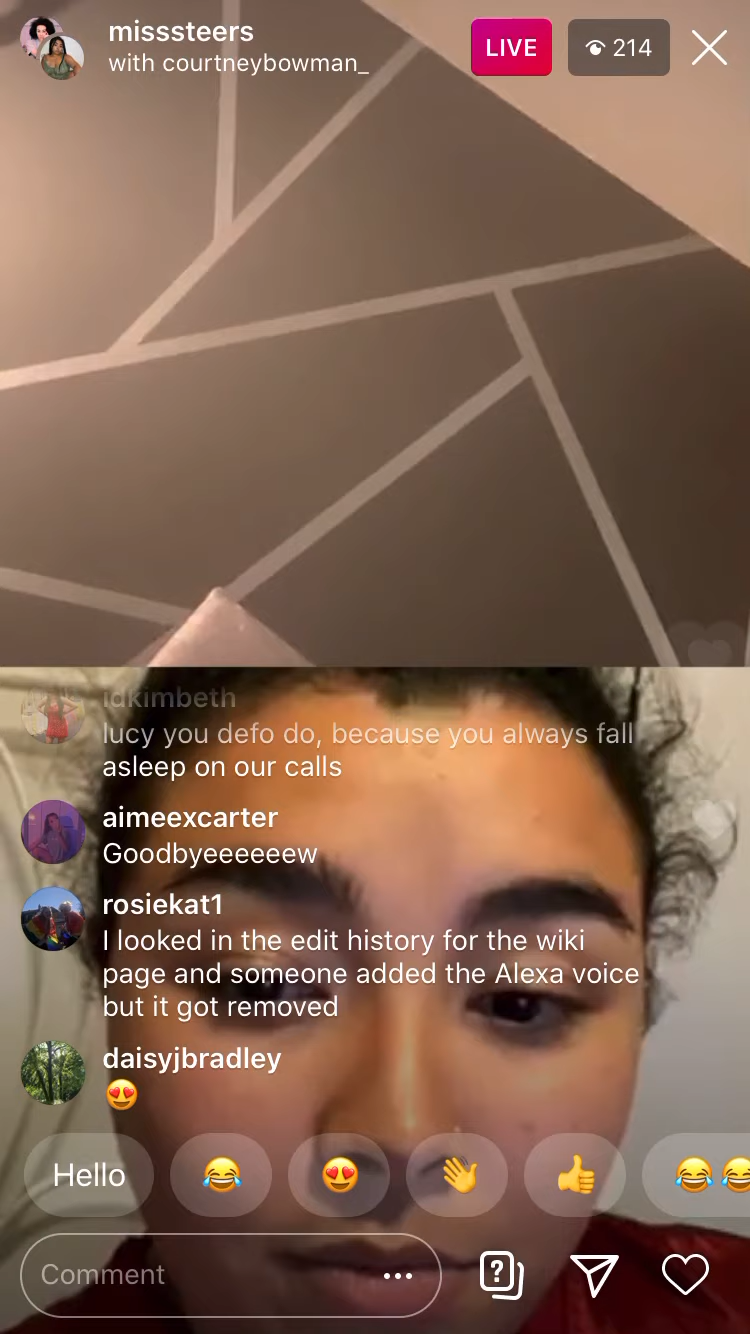 misssteers
with courtneybowman_
LIVE
214
idkimbeth
lucy you defo do, because you always fall
asleep on our calls
aimeexcarter
Goodbyeeeeeew
rosiekat1
I looked in the edit history for the wiki
page and someone added the Alexa voice
but it got removed
daisyjbradley
😍
Hello 😂 😍 👋 👍 😂😂
Comment